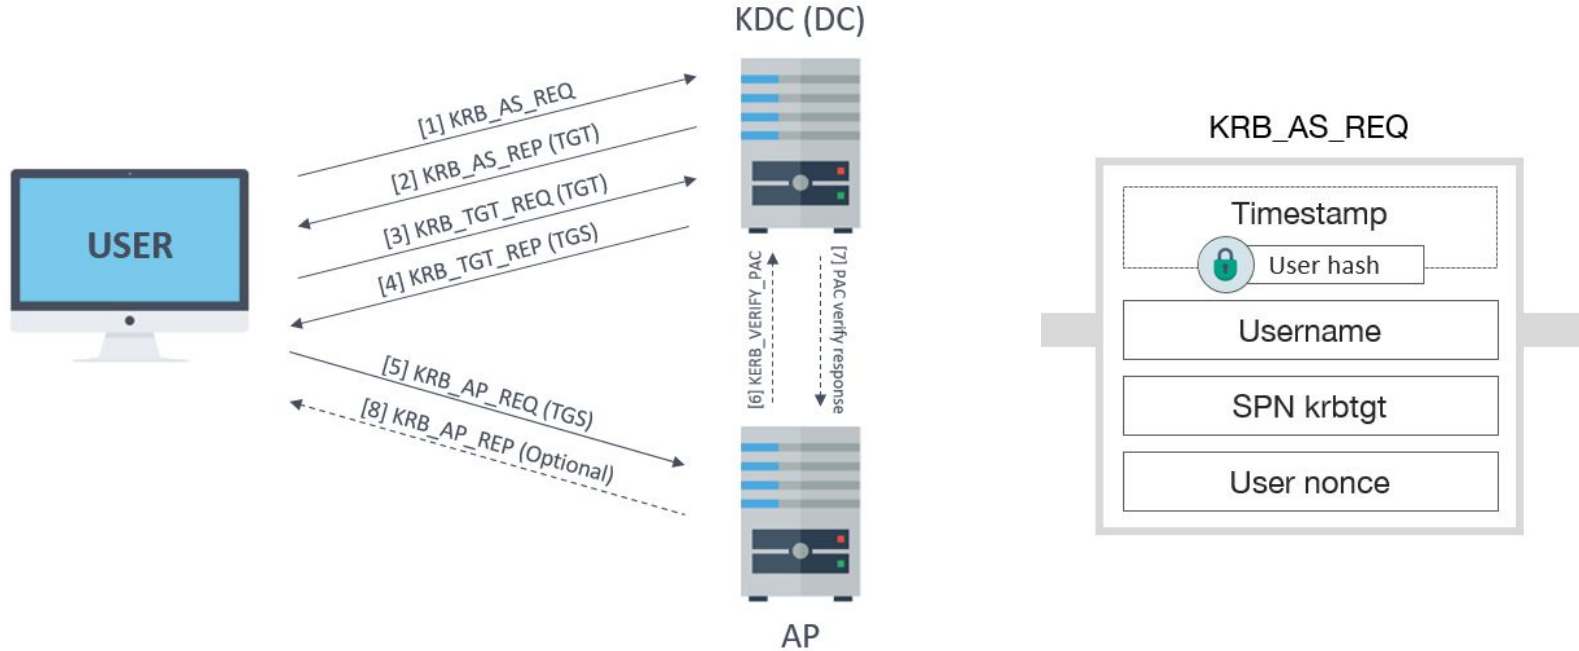 KDC (DC)
[1] KRB_AS_REQ
[2] KRB_AS_REP (TGT)
[3] KRB_TGT_REQ (TGT)
[4] KRB_TGT_REP (TGS)
USER
[5] KRB_AP_REQ (TGS)
[8] KRB_AP_REP (Optional)
[6] KERB_VERIFY_PAC
[7] PAC verify response
AP
KRB_AS_REQ
Timestamp
User hash
Username
SPN krbtgt
User nonce